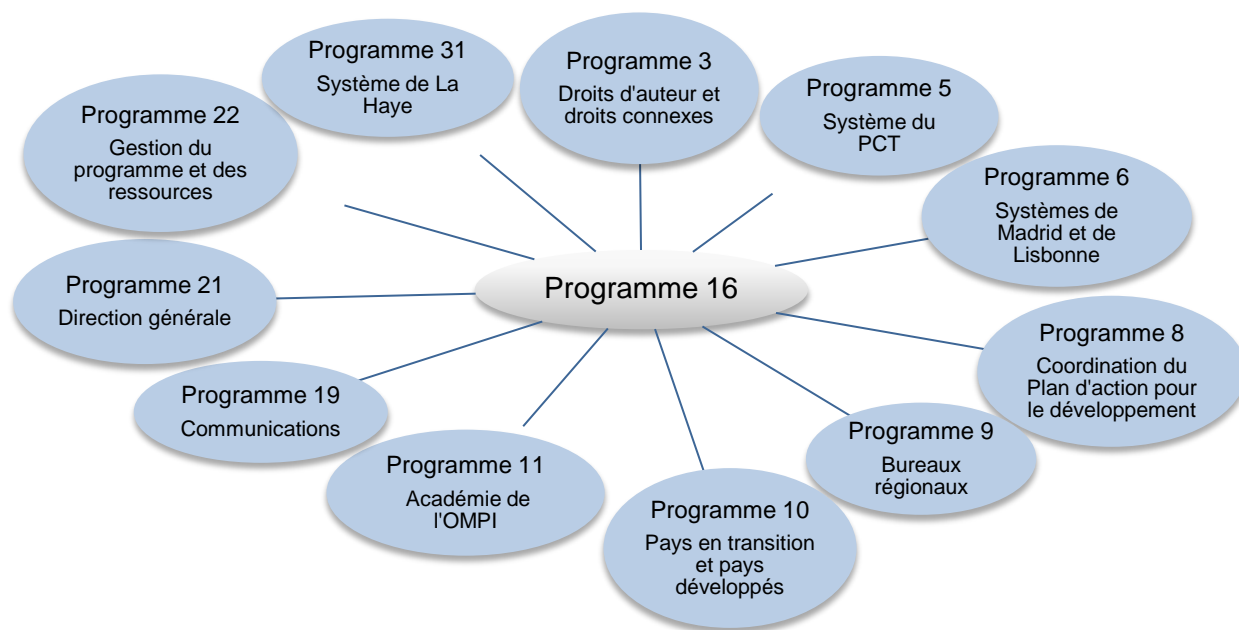 Programme 31
Système de La
Haye
Programme 3
Droits d'auteur et
droits connexes
Programme 5
Système du
PCT
Programme 22
Gestion du
programme et des
ressources
Programme 6
Systèmes de
Madrid et de
Lisbonne
Programme 16
Programme 21
Direction générale
Programme 8
Coordination du
Plan d'action pour
le développement
Programme 19
Communications
Programme 9
Bureaux
régionaux
Programme 11
Académie de
l'OMPI
Programme 10
Pays en transition
et pays
développés